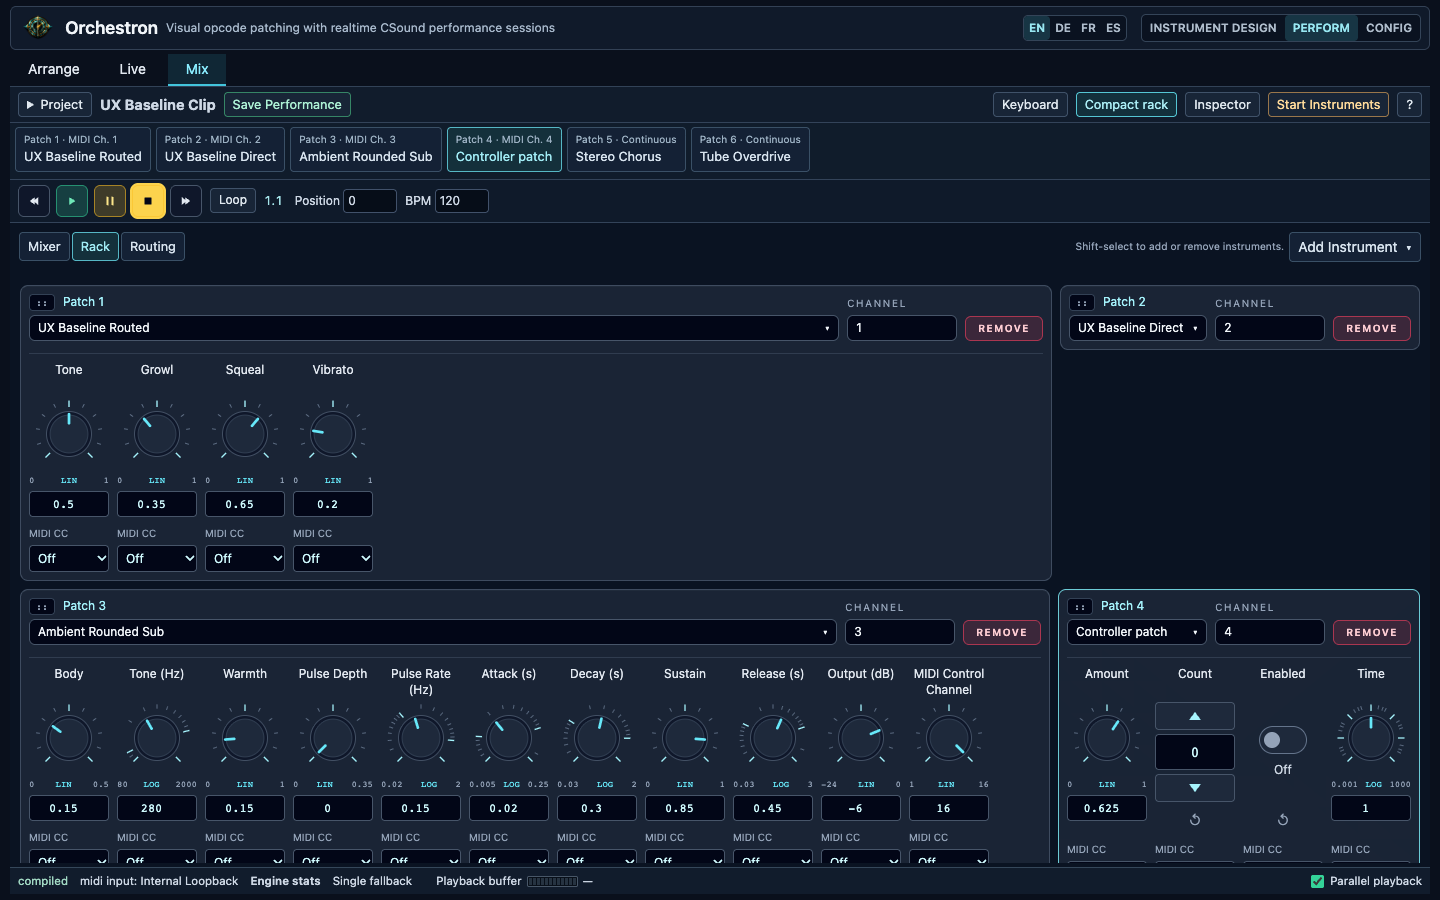 Orchestron Visual opcode patching with realtime CSound performance sessions EN DE FR ES INSTRUMENT DESIGN PERFORM CONFIG
Arrange Live Mix
Project UX Baseline Clip Save Performance Keyboard Compact rack Inspector Start Instruments ?
Patch 1 · MIDI Ch. 1 Patch 2 · MIDI Ch. 2 Patch 3 · MIDI Ch. 3 Patch 4 · MIDI Ch. 4 Patch 5 · Continuous Patch 6 · Continuous
UX Baseline Routed UX Baseline Direct Ambient Rounded Sub Controller patch Stereo Chorus Tube Overdrive
Loop 1.1 Position 0 BPM 120
Mixer Rack Routing Shift-select to add or remove instruments. Add Instrument
:: Patch 1 CHANNEL :: Patch 2 CHANNEL
UX Baseline Routed 1 REMOVE UX Baseline Direct 2 REMOVE
Tone Growl Squeal Vibrato
0 LIN 1 0 LIN 1 0 LIN 1 0 LIN 1
0.5 0.35 0.65 0.2
MIDI CC MIDI CC MIDI CC MIDI CC
Off Off Off Off
:: Patch 3 CHANNEL :: Patch 4 CHANNEL
Ambient Rounded Sub 3 REMOVE Controller patch 4 REMOVE
Body Tone (Hz) Warmth Pulse Depth Pulse Rate (Hz) Attack (s) Decay (s) Sustain Release (s) Output (dB) MIDI Control Channel Amount Count Enabled Time
0 LIN 0.5 80 LOG 2000 0 LIN 1 0 LIN 0.35 0.02 LOG 2 0.005 LOG 0.25 0.03 LOG 2 0 LIN 1 0.03 LOG 3 -24 LIN 0 1 LIN 16 0 LIN 1 0 Off 0.001 LOG 1000
0.15 280 0.15 0 0.15 0.02 0.3 0.85 0.45 -6 16 0.625 1
MIDI CC MIDI CC MIDI CC MIDI CC MIDI CC MIDI CC MIDI CC MIDI CC MIDI CC MIDI CC MIDI CC MIDI CC MIDI CC MIDI CC MIDI CC
Off Off Off Off Off Off Off Off Off Off Off
compiled midi input: Internal Loopback Engine stats Single fallback Playback buffer — Parallel playback